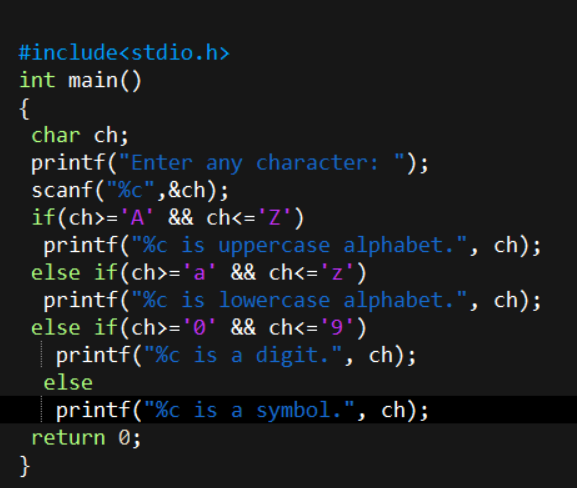 #include<stdio.h>
int main()
{
char ch;
printf("Enter any character: ");
scanf("%c",&ch);
if(ch>='A' && ch<='Z')
printf("%c is uppercase alphabet.", ch);
else if(ch>='a' && ch<='z')
printf("%c is lowercase alphabet.", ch);
else if(ch>='0' && ch<='9')
printf("%c is a digit.", ch);
else
printf("%c is a symbol.", ch);
return 0;
}